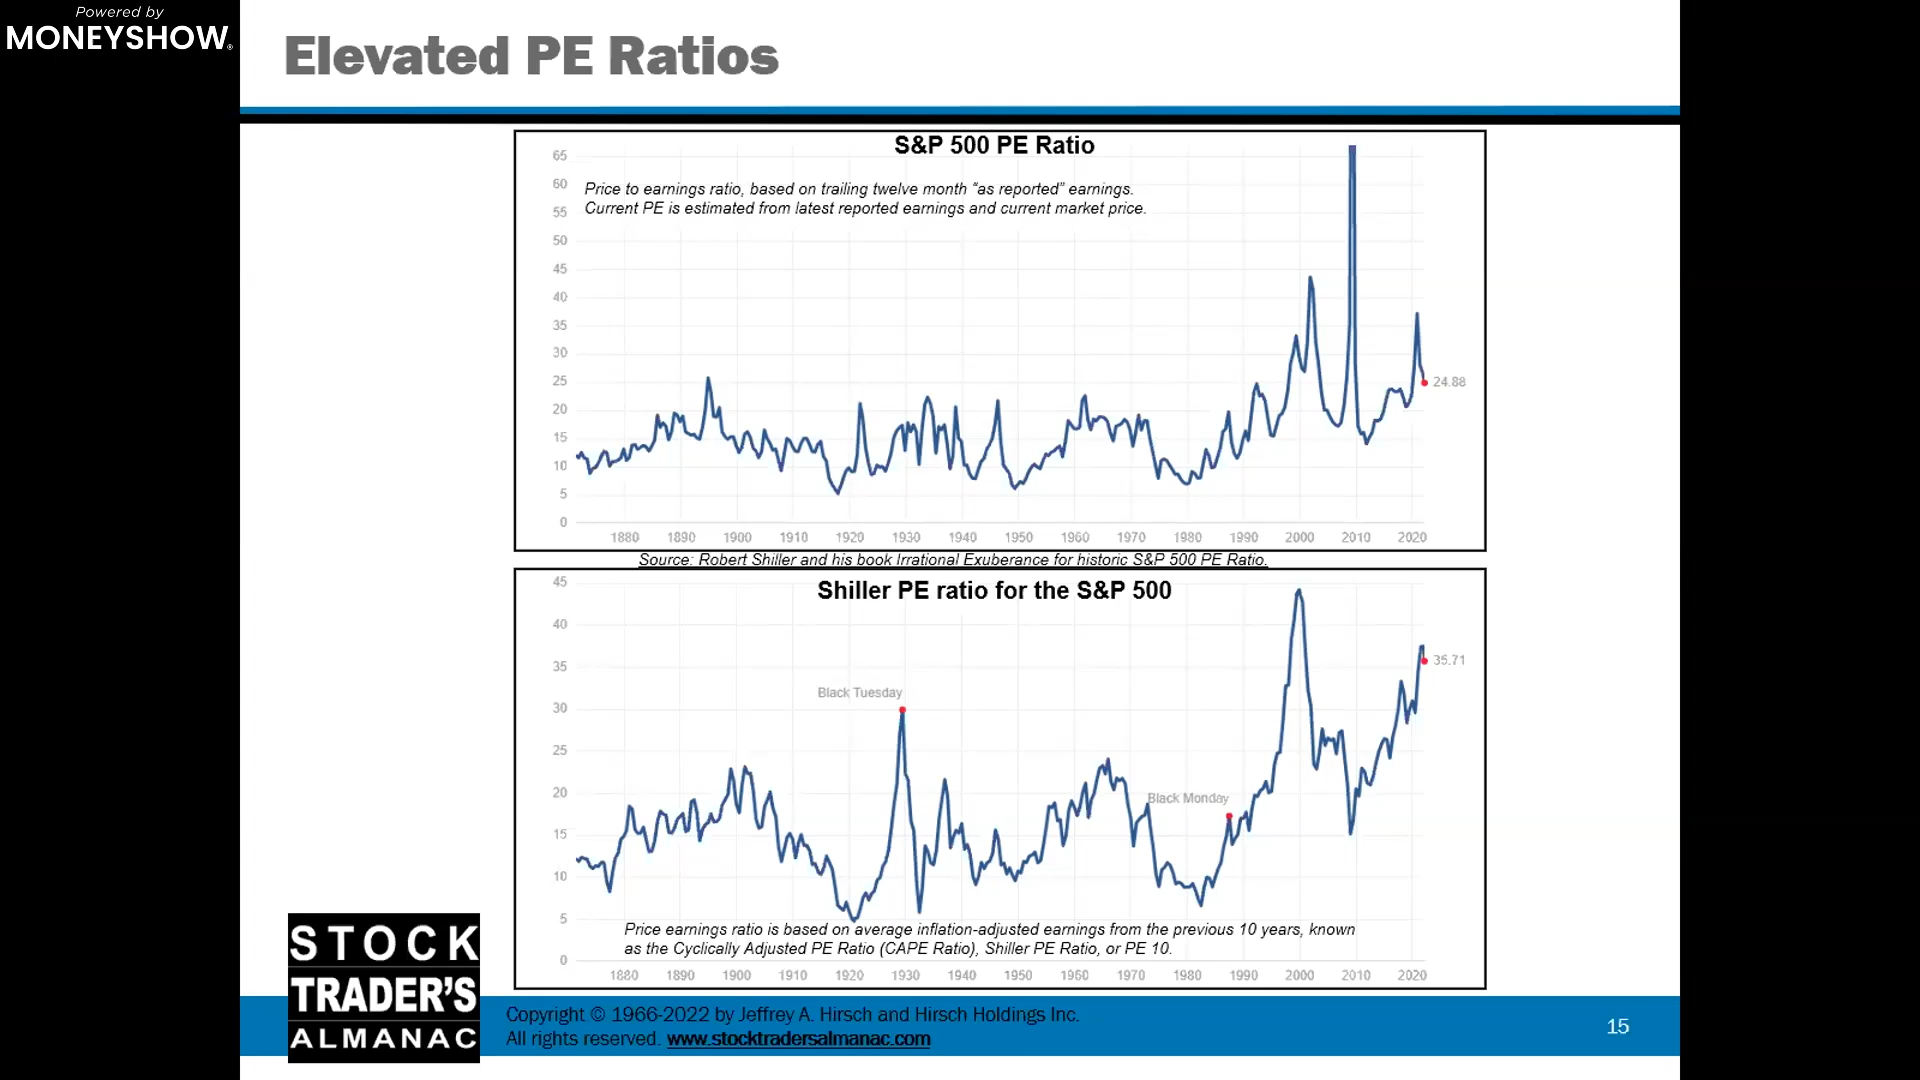 Powered by
MONEYSHOW®
Elevated PE Ratios
S&P 500 PE Ratio
Price to earnings ratio, based on trailing twelve month “as reported” earnings.
Current PE is estimated from latest reported earnings and current market price.
65
60
55
50
45
40
35
30
25
20
15
10
5
0
24.88
1880 1890 1900 1910 1920 1930 1940 1950 1960 1970 1980 1990 2000 2010 2020
Source: Robert Shiller and his book Irrational Exuberance for historic S&P 500 PE Ratio.
Shiller PE ratio for the S&P 500
45
40
35
30
25
20
15
10
5
0
35.71
Black Tuesday
Black Monday
Price earnings ratio is based on average inflation-adjusted earnings from the previous 10 years, known
as the Cyclically Adjusted PE Ratio (CAPE Ratio), Shiller PE Ratio, or PE 10.
1880 1890 1900 1910 1920 1930 1940 1950 1960 1970 1980 1990 2000 2010 2020
STOCK
TRADER'S
ALMANAC
Copyright © 1966-2022 by Jeffrey A. Hirsch and Hirsch Holdings Inc.
All rights reserved. www.stocktradersalmanac.com
15